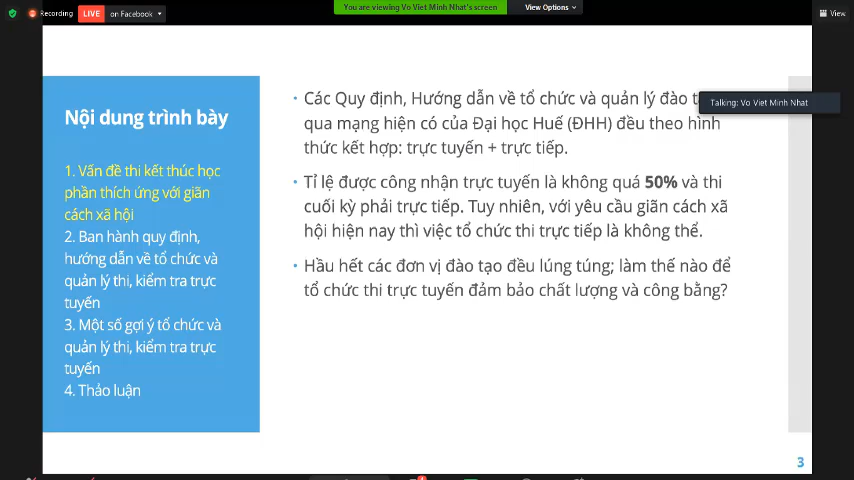 Recording
LIVE
on Facebook
You are viewing Vo Viet Minh Nhat's screen
View Options
View
Nội dung trình bày
1. Vấn đề thi kết thúc học
phần thích ứng với giãn
cách xã hội
2. Ban hành quy định,
hướng dẫn về tổ chức và
quản lý thi, kiểm tra trực
tuyến
3. Một số gợi ý tổ chức và
quản lý thi, kiểm tra trực
tuyến
4. Thảo luận
• Các Quy định, Hướng dẫn về tổ chức và quản lý đào
Talking: Vo Viet Minh Nhat
qua mạng hiện có của Đại học Huế (ĐHH) đều theo hình
thức kết hợp: trực tuyến + trực tiếp.
• Tỉ lệ được công nhận trực tuyến là không quá 50% và thi
cuối kỳ phải trực tiếp. Tuy nhiên, với yêu cầu giãn cách xã
hội hiện nay thì việc tổ chức thi trực tiếp là không thể.
• Hầu hết các đơn vị đào tạo đều lúng túng; làm thế nào để
tổ chức thi trực tuyến đảm bảo chất lượng và công bằng?
3